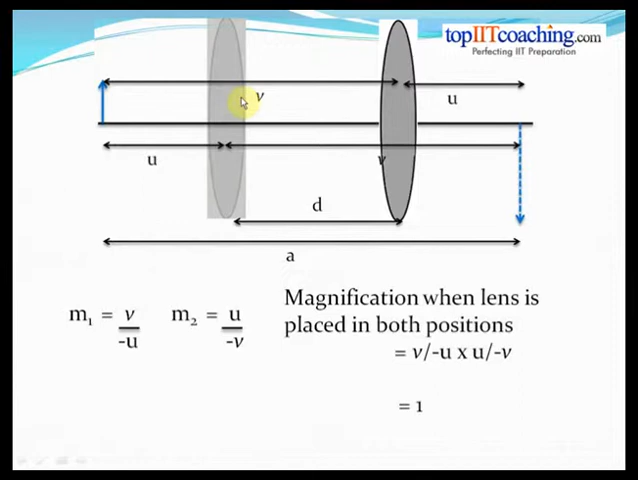 topIITcoaching.com
Perfecting IIT Preparation
v
u
u
v
d
a
m₁ = v/-u
m₂ = u/-v
Magnification when lens is
placed in both positions
= v/-u x u/-v
= 1